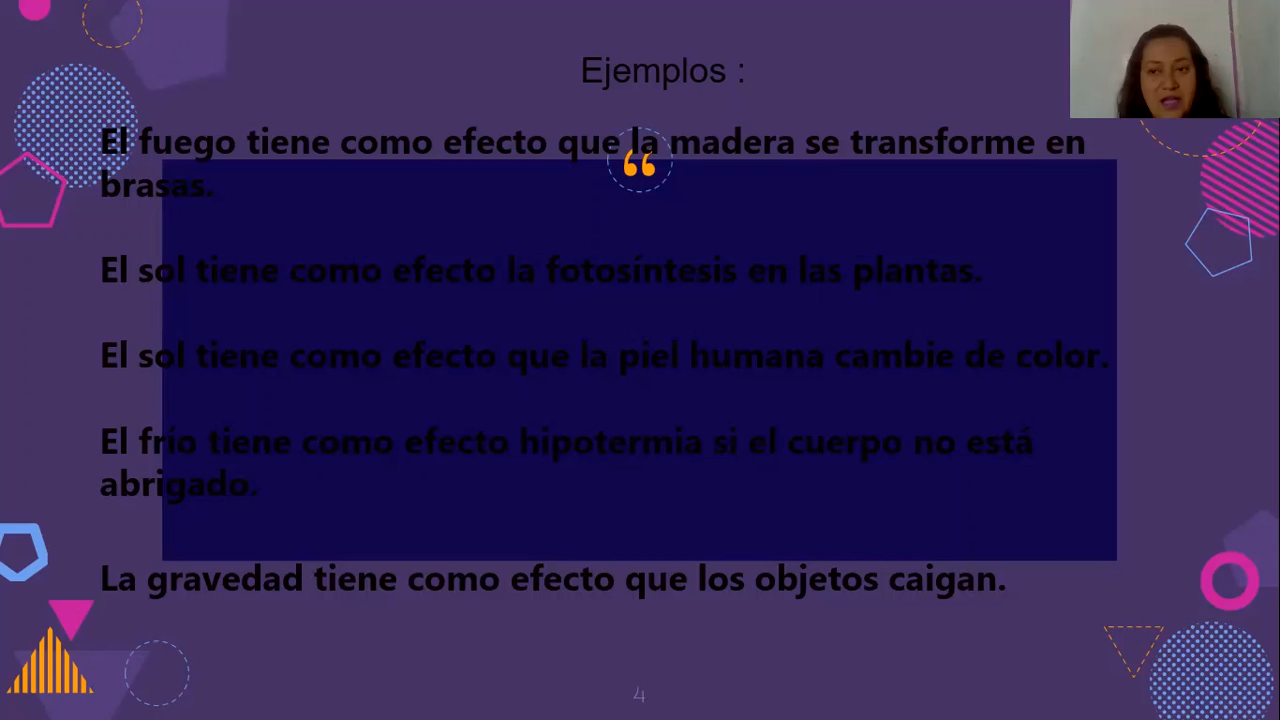 Ejemplos :
El fuego tiene como efecto que la madera se transforme en
brasas.
El sol tiene como efecto la fotosíntesis en las plantas.
El sol tiene como efecto que la piel humana cambie de color.
El frío tiene como efecto hipotermia si el cuerpo no está
abrigado.
La gravedad tiene como efecto que los objetos caigan.
4